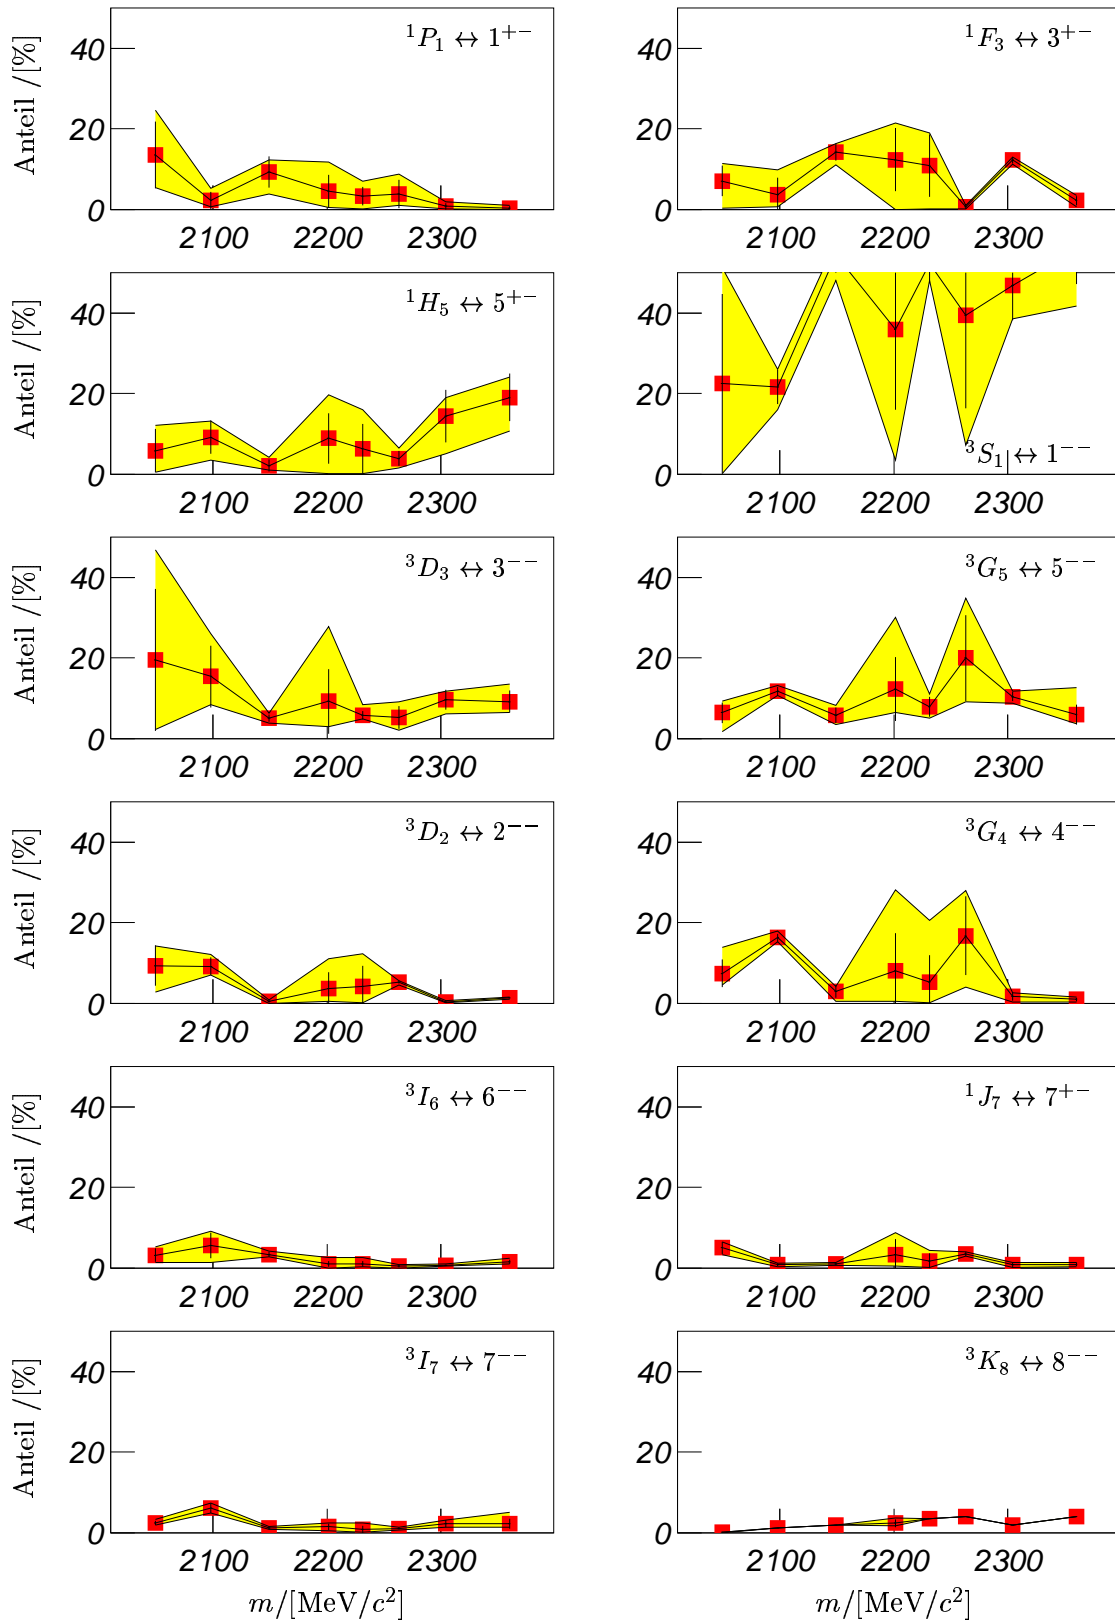 Anteil /[%] 40 20 0 ¹P₁ ↔ 1⁺⁻ 2100 2200 2300
40 20 0 ¹F₃ ↔ 3⁺⁻ 2100 2200 2300
Anteil /[%] 40 20 0 ¹H₅ ↔ 5⁺⁻ 2100 2200 2300
40 20 0 ³S₁ ↔ 1⁻⁻ 2100 2200 2300
Anteil /[%] 40 20 0 ³D₃ ↔ 3⁻⁻ 2100 2200 2300
40 20 0 ³G₅ ↔ 5⁻⁻ 2100 2200 2300
Anteil /[%] 40 20 0 ³D₂ ↔ 2⁻⁻ 2100 2200 2300
40 20 0 ³G₄ ↔ 4⁻⁻ 2100 2200 2300
Anteil /[%] 40 20 0 ³I₆ ↔ 6⁻⁻ 2100 2200 2300
40 20 0 ¹J₇ ↔ 7⁺⁻ 2100 2200 2300
Anteil /[%] 40 20 0 ³I₇ ↔ 7⁻⁻ 2100 2200 2300
40 20 0 ³K₈ ↔ 8⁻⁻ 2100 2200 2300
m/[MeV/c²] m/[MeV/c²]